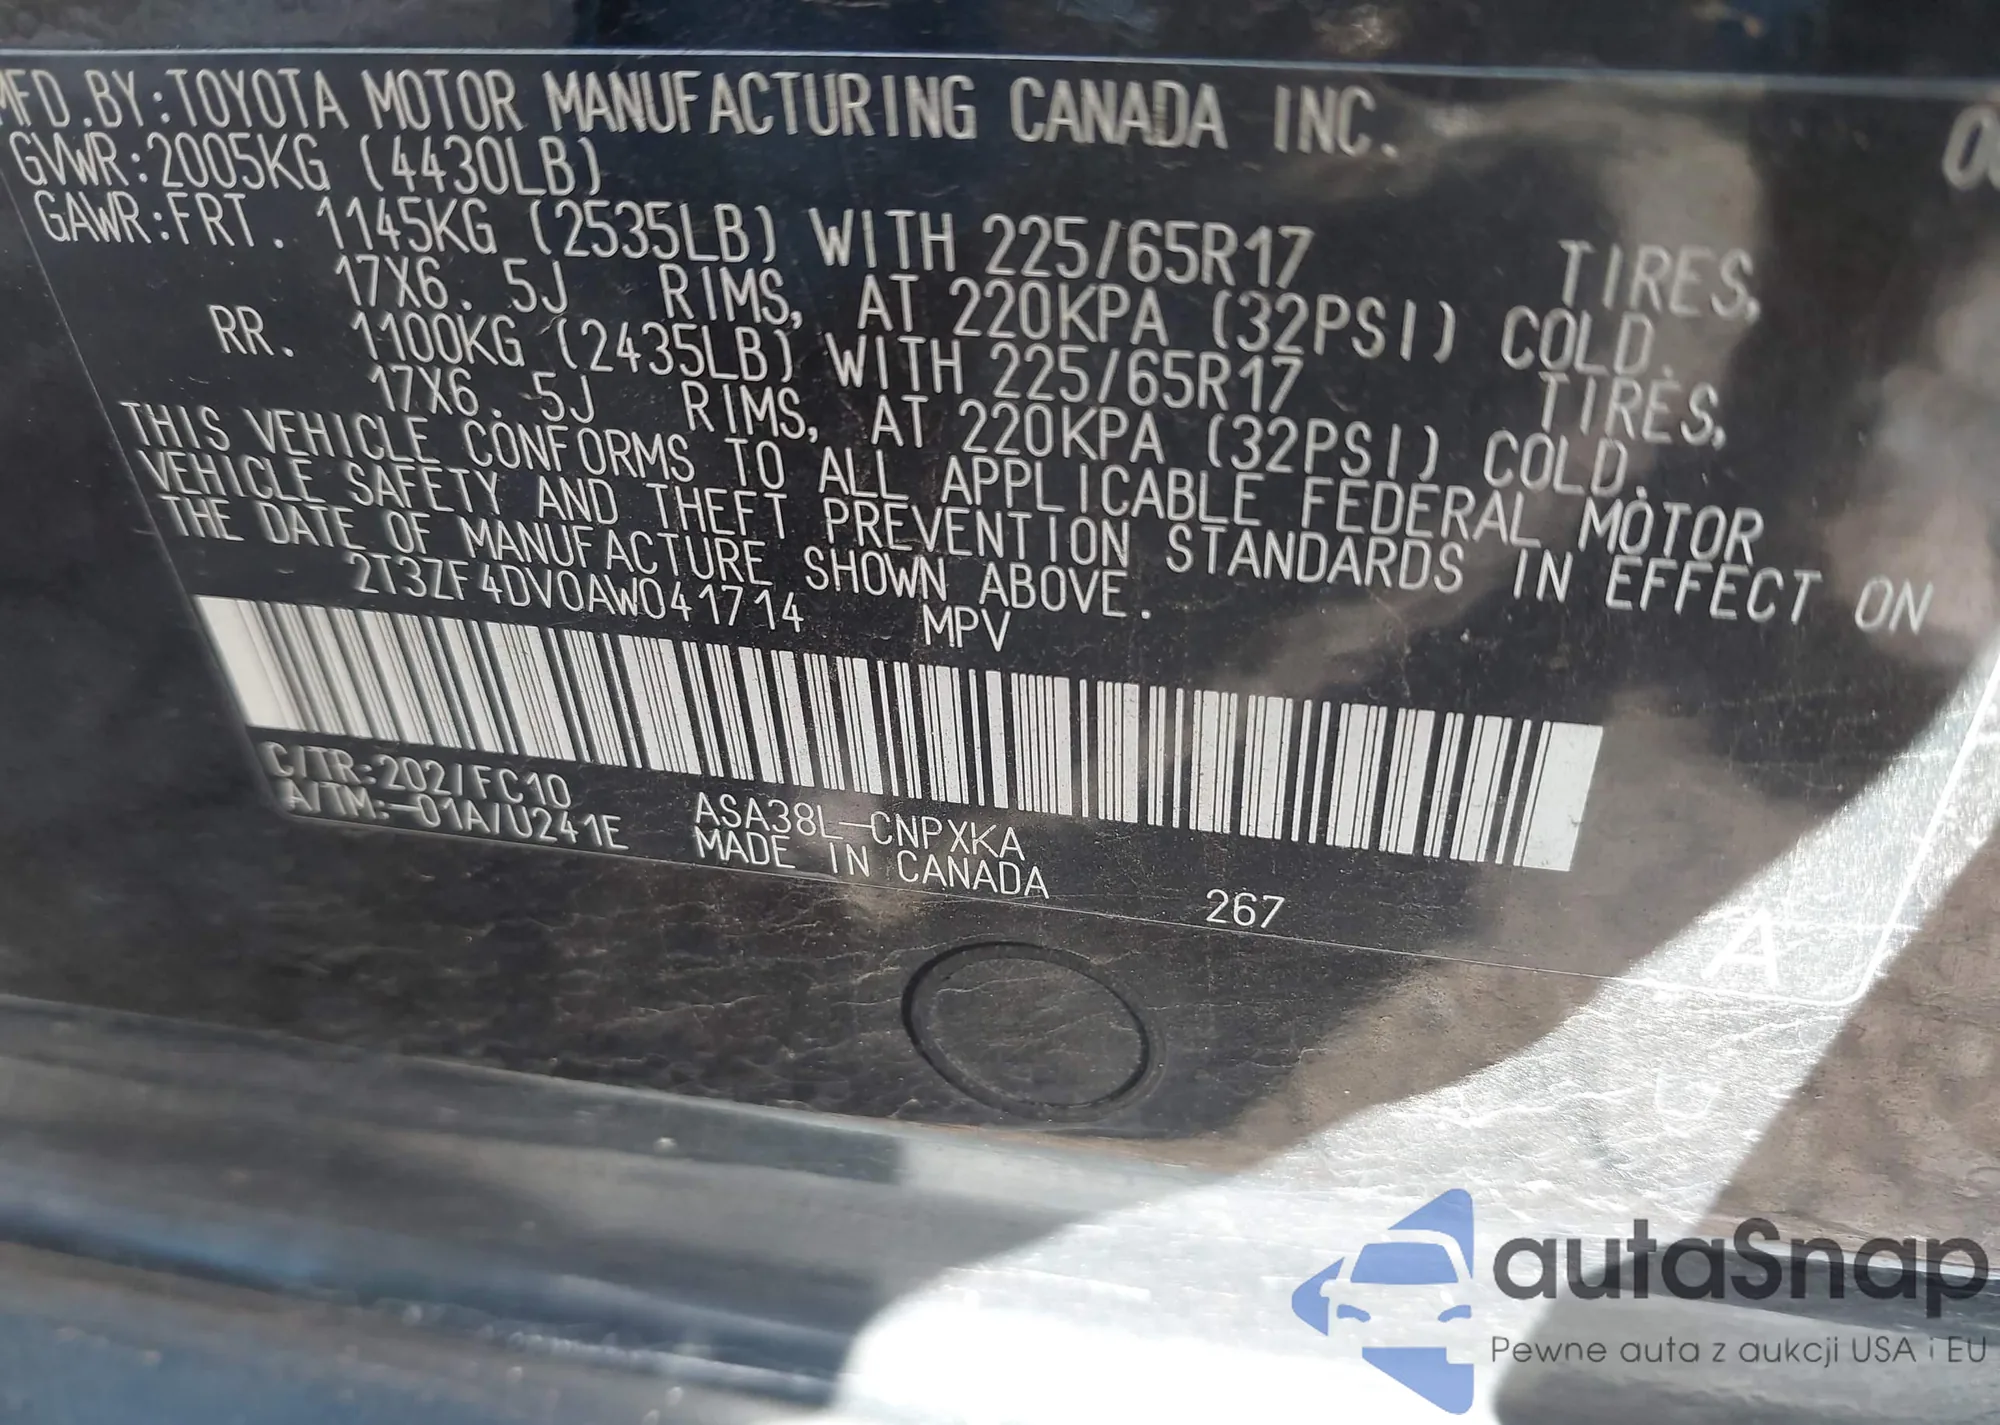 MFD.BY:TOYOTA MOTOR MANUFACTURING CANADA INC.
GVWR:2005KG (4430LB)
GAWR:FRT. 1145KG (2535LB) WITH 225/65R17 TIRES,
17X6.5J RIMS, AT 220KPA (32PSI) COLD.
RR. 1100KG (2435LB) WITH 225/65R17 TIRES,
17X6.5J RIMS, AT 220KPA (32PSI) COLD.
THIS VEHICLE CONFORMS TO ALL APPLICABLE FEDERAL MOTOR
VEHICLE SAFETY AND THEFT PREVENTION STANDARDS IN EFFECT ON
THE DATE OF MANUFACTURE SHOWN ABOVE.
2T3ZF4DV0AW041714 MPV
C/TR:202/FC10 ASA38L-CNPXKA
A/TM:-01A/U241E MADE IN CANADA
267
A
autaSnap
Pewne auta z aukcji USA i EU